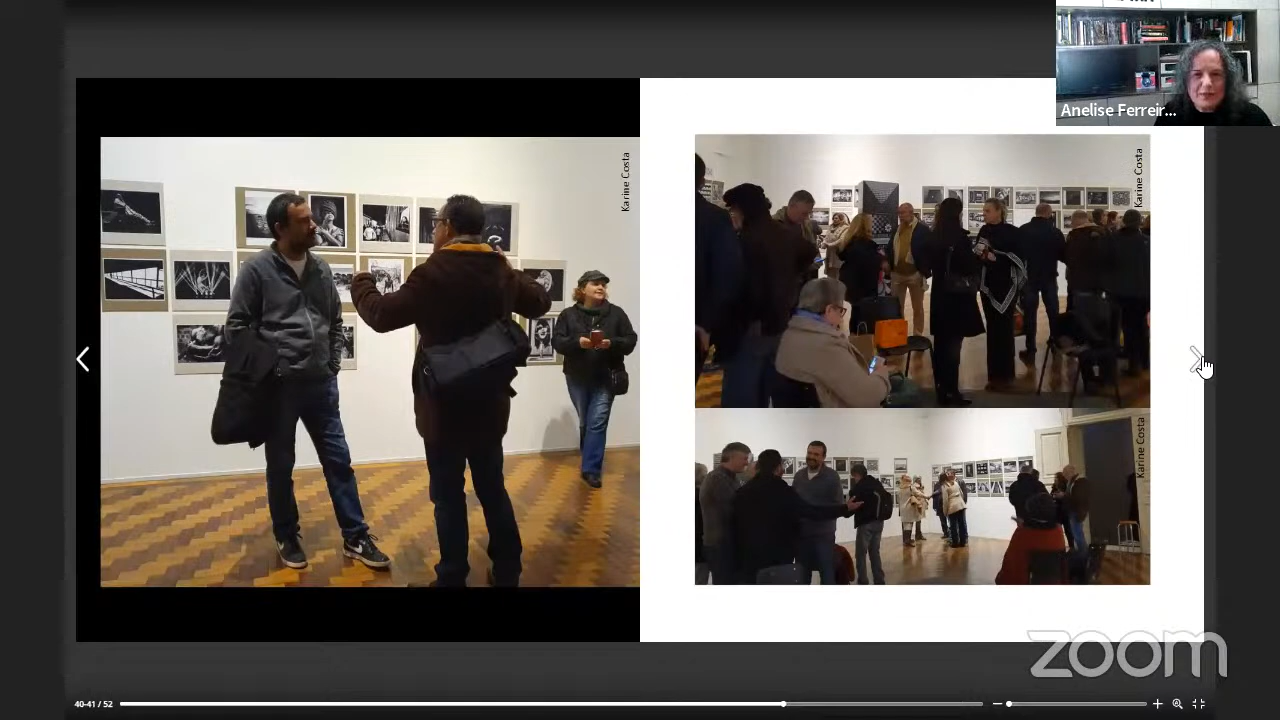 Anelise Ferreir...
Karine Costa
Karine Costa
Karine Costa
zoom
40-41 / 52